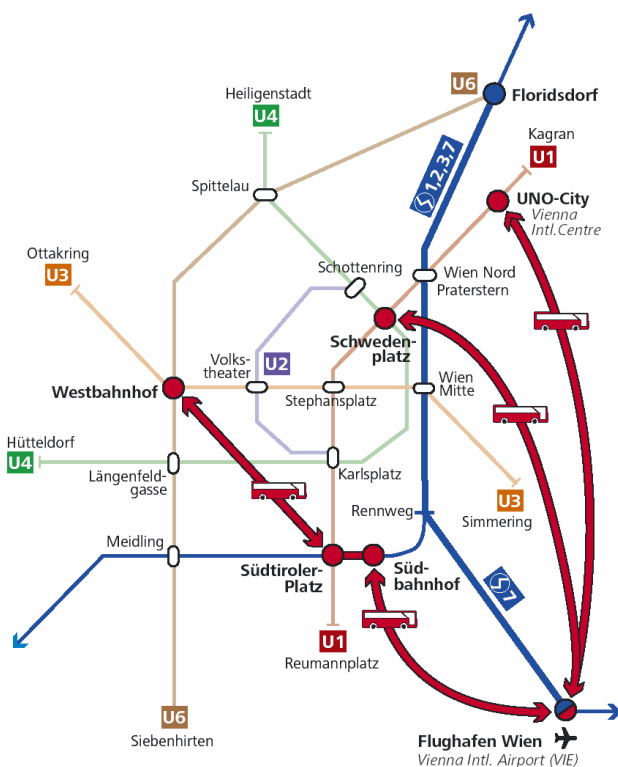 U6
Floridsdorf
Heiligenstadt
U4
Kagran
U1
1,2,3,7
Spittelau
UNO-City
Vienna
Intl.Centre
Ottakring
U3
Schottenring
Wien Nord
Praterstern
Schweden-
platz
Volks-
theater
U2
Westbahnhof
Stephansplatz
Wien
Mitte
Hütteldorf
U4
Längenfeld-
gasse
Karlsplatz
U3
Simmering
Rennweg
Meidling
Südtiroler-
Platz
Süd-
bahnhof
7
U1
Reumannplatz
U6
Siebenhirten
Flughafen Wien
Vienna Intl. Airport (VIE)